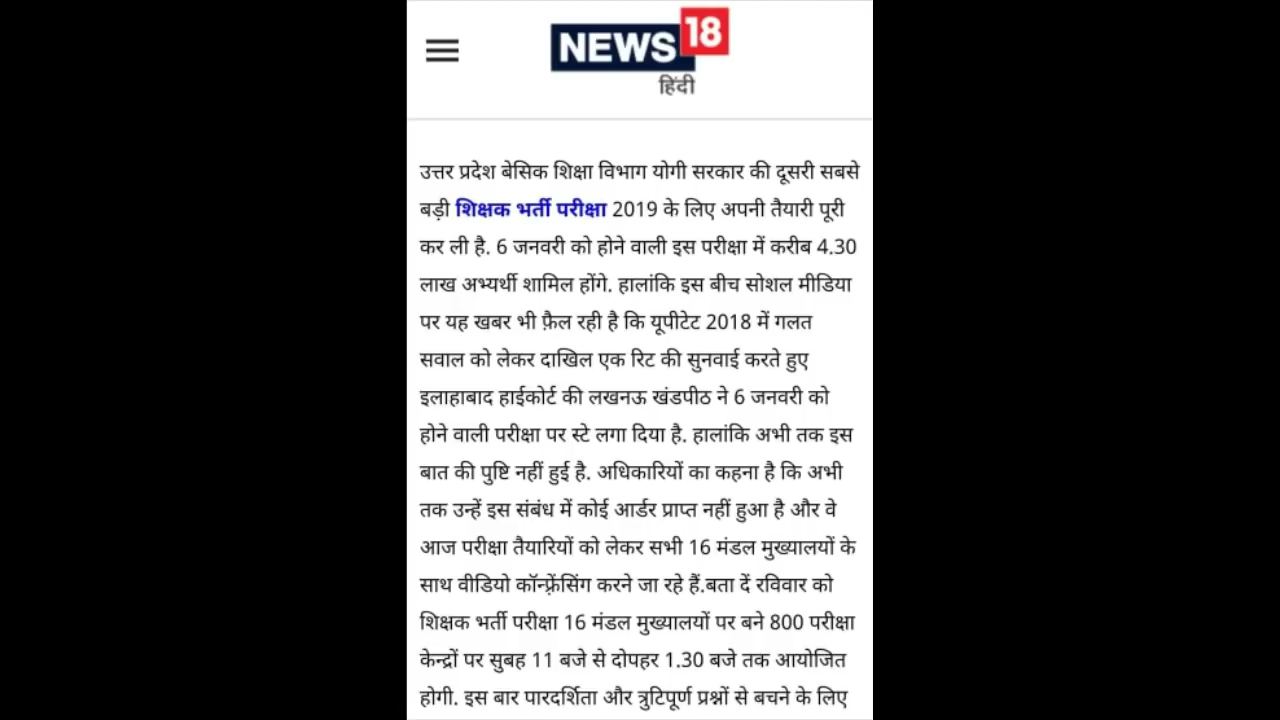 NEWS 18
हिंदी
उत्तर प्रदेश बेसिक शिक्षा विभाग योगी सरकार की दूसरी सबसे
बड़ी शिक्षक भर्ती परीक्षा 2019 के लिए अपनी तैयारी पूरी
कर ली है. 6 जनवरी को होने वाली इस परीक्षा में करीब 4.30
लाख अभ्यर्थी शामिल होंगे. हालांकि इस बीच सोशल मीडिया
पर यह खबर भी फ़ैल रही है कि यूपीटेट 2018 में गलत
सवाल को लेकर दाखिल एक रिट की सुनवाई करते हुए
इलाहाबाद हाईकोर्ट की लखनऊ खंडपीठ ने 6 जनवरी को
होने वाली परीक्षा पर स्टे लगा दिया है. हालांकि अभी तक इस
बात की पुष्टि नहीं हुई है. अधिकारियों का कहना है कि अभी
तक उन्हें इस संबंध में कोई आर्डर प्राप्त नहीं हुआ है और वे
आज परीक्षा तैयारियों को लेकर सभी 16 मंडल मुख्यालयों के
साथ वीडियो कॉन्फ़्रेंसिंग करने जा रहे हैं.बता दें रविवार को
शिक्षक भर्ती परीक्षा 16 मंडल मुख्यालयों पर बने 800 परीक्षा
केन्द्रों पर सुबह 11 बजे से दोपहर 1.30 बजे तक आयोजित
होगी. इस बार पारदर्शिता और त्रुटिपूर्ण प्रश्नों से बचने के लिए